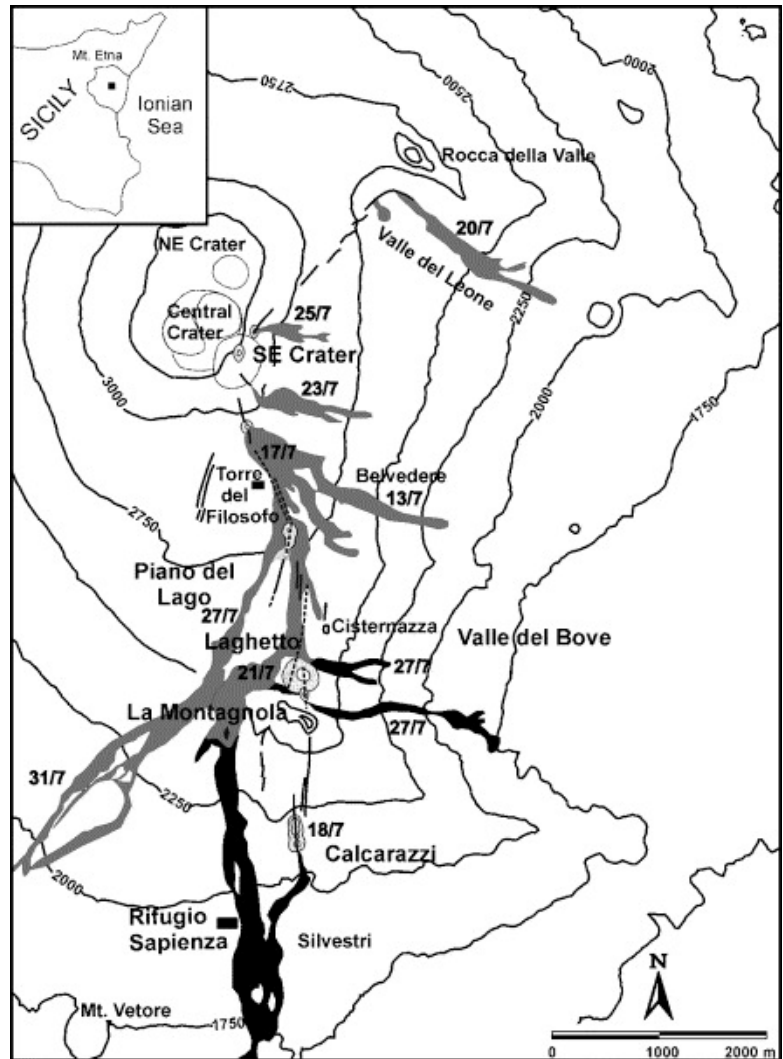 Mt. Etna
SICILY
Ionian
Sea
2750
2500
2000
Rocca della Valle
NE Crater
20/7
Valle del Leone
2250
Central
Crater
25/7
SE Crater
3000
23/7
2000
1750
17/7
Torre
del
Filosofo
Belvedere
13/7
2750
Piano del
Lago
27/7
Cisternazza
Laghetto
Valle del Bove
21/7
27/7
La Montagnola
27/7
31/7
2250
18/7
Calcarazzi
2000
Rifugio
Sapienza
Silvestri
N
Mt. Vetore
1750
0 1000 2000 m